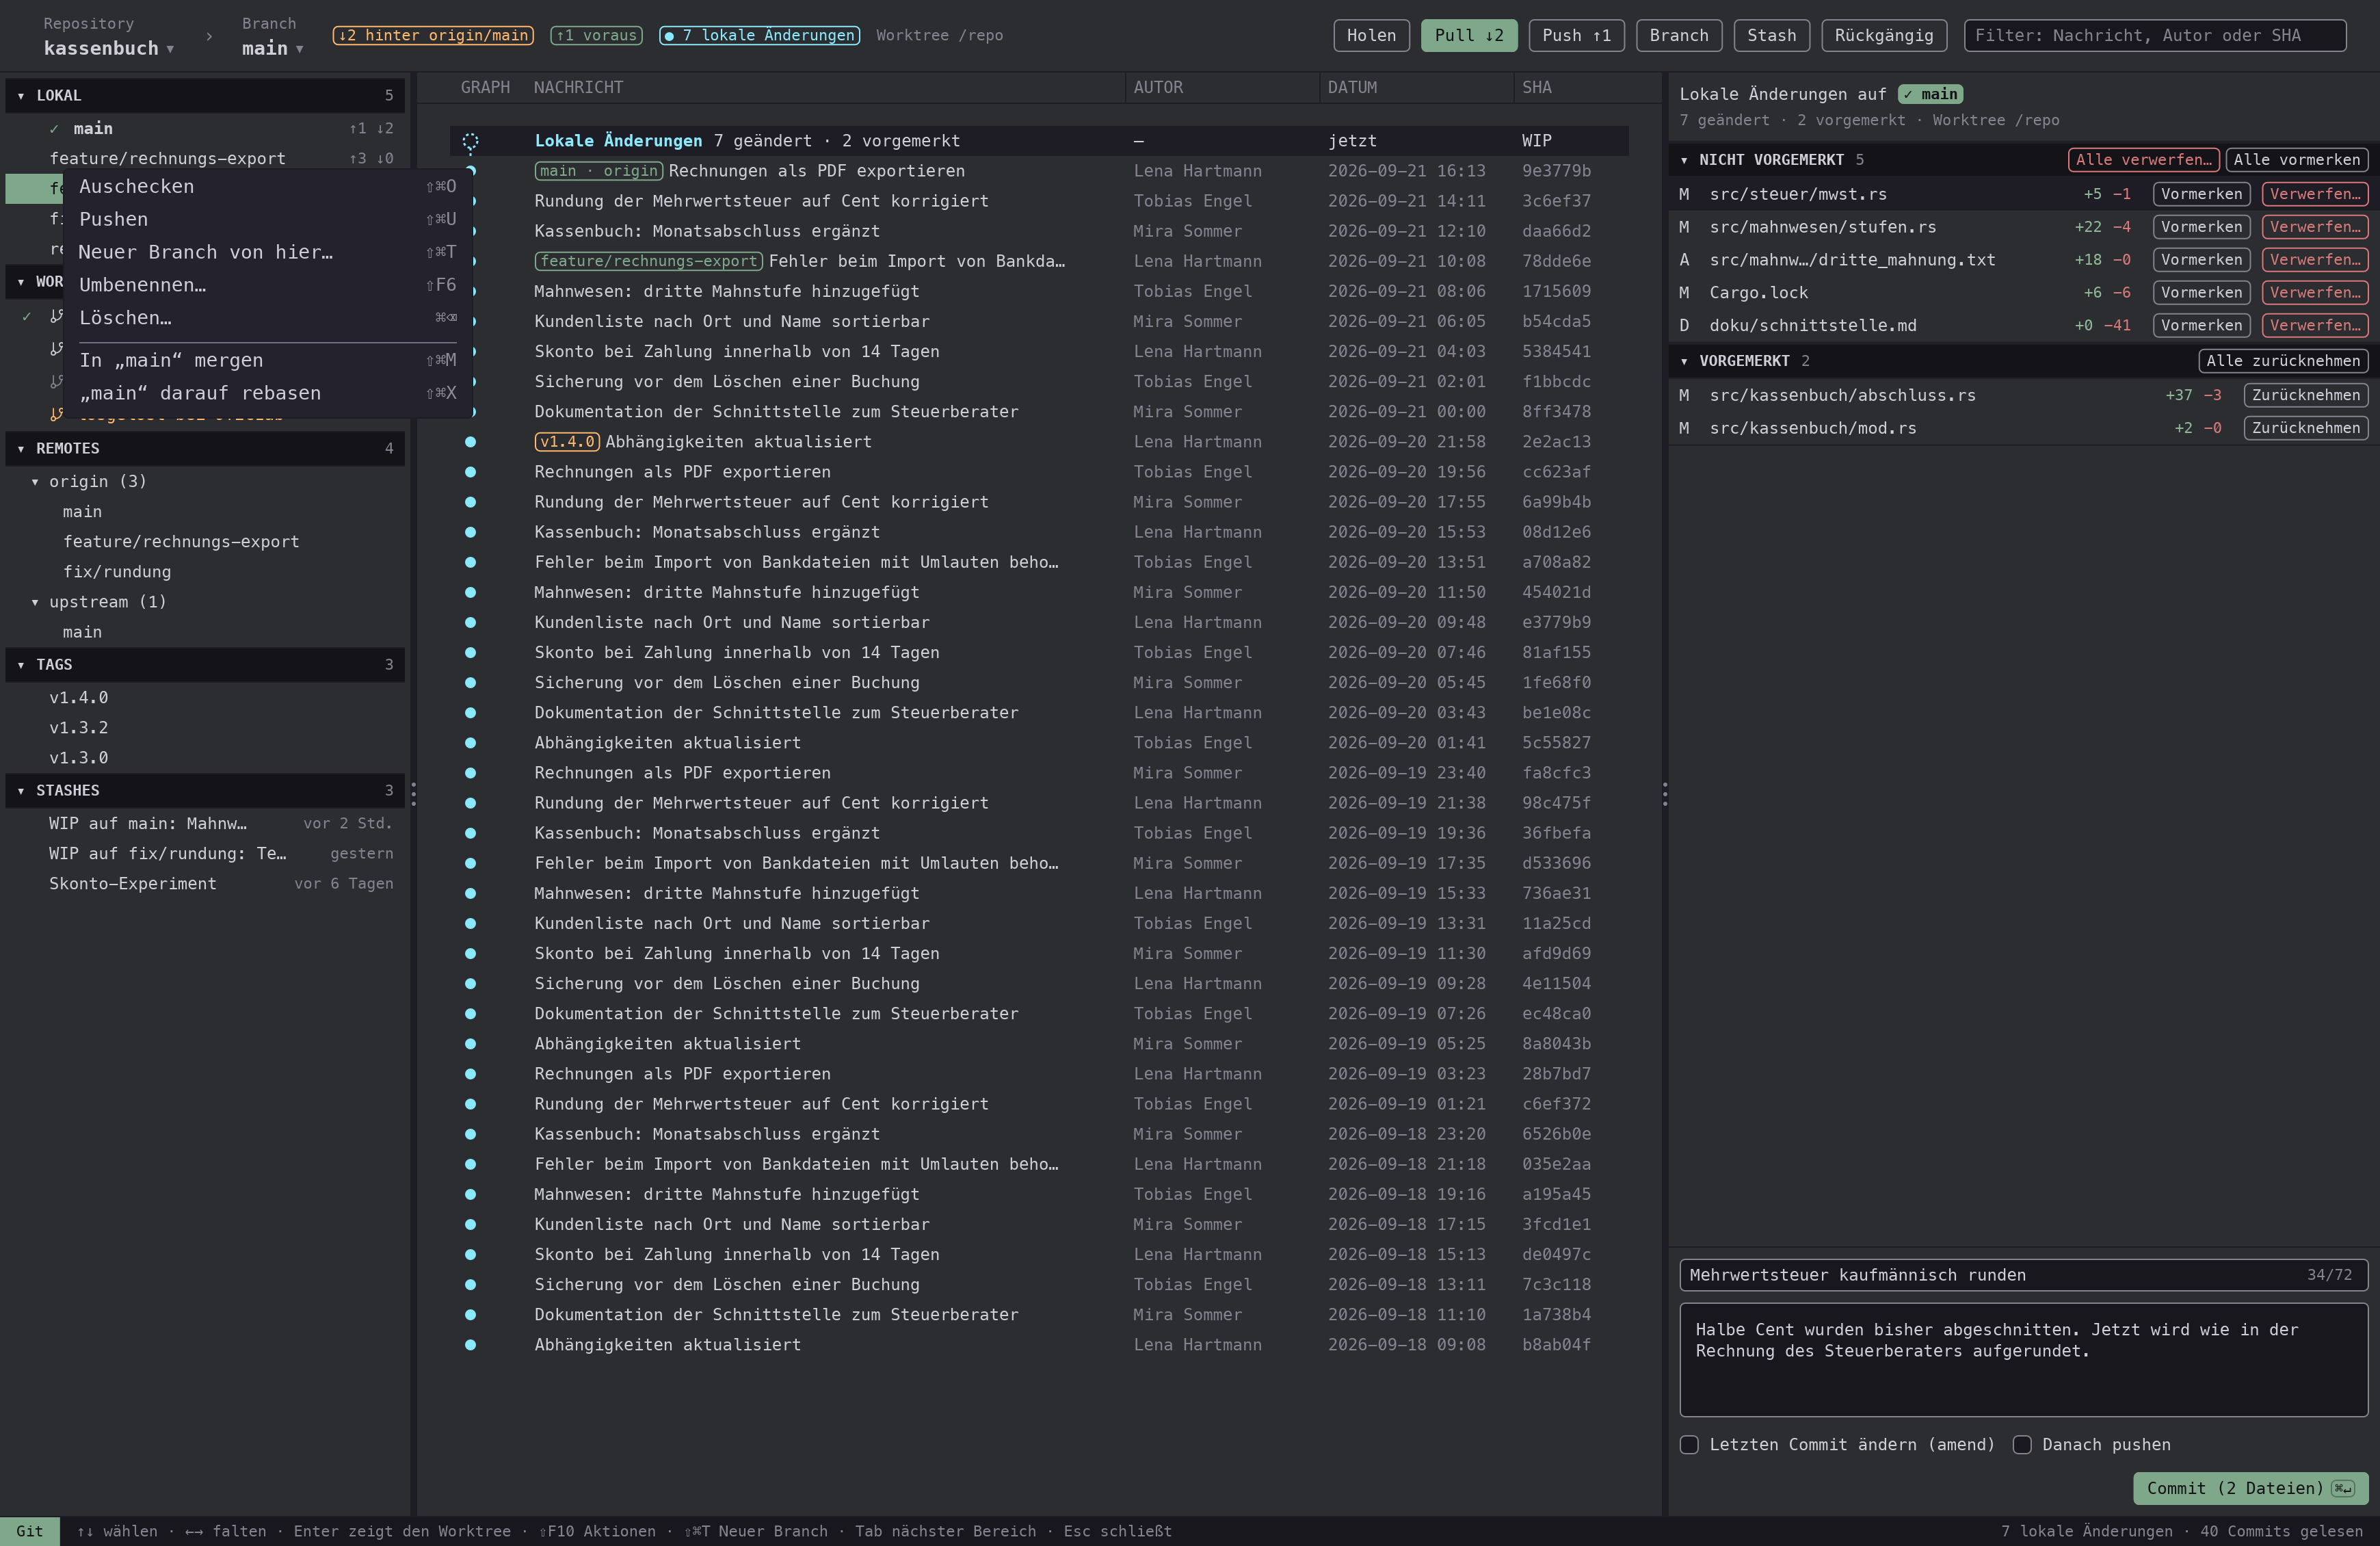 Repository
kassenbuch ▾
›
Branch
main ▾
↓2 hinter origin/main
↑1 voraus
● 7 lokale Änderungen
Worktree /repo
Holen
Pull ↓2
Push ↑1
Branch
Stash
Rückgängig
Filter: Nachricht, Autor oder SHA
▾ LOKAL 5
✓ main ↑1 ↓2
feature/rechnungs-export ↑3 ↓0
Auschecken ⇧⌘O
Pushen ⇧⌘U
Neuer Branch von hier… ⇧⌘T
Umbenennen… ⇧F6
Löschen… ⌘⌫
In „main“ mergen ⇧⌘M
„main“ darauf rebasen ⇧⌘X
▾ REMOTES 4
▾ origin (3)
main
feature/rechnungs-export
fix/rundung
▾ upstream (1)
main
▾ TAGS 3
v1.4.0
v1.3.2
v1.3.0
▾ STASHES 3
WIP auf main: Mahnw… vor 2 Std.
WIP auf fix/rundung: Te… gestern
Skonto-Experiment vor 6 Tagen
GRAPH NACHRICHT AUTOR DATUM SHA
Lokale Änderungen 7 geändert · 2 vorgemerkt — jetzt WIP
main · origin Rechnungen als PDF exportieren Lena Hartmann 2026-09-21 16:13 9e3779b
Rundung der Mehrwertsteuer auf Cent korrigiert Tobias Engel 2026-09-21 14:11 3c6ef37
Kassenbuch: Monatsabschluss ergänzt Mira Sommer 2026-09-21 12:10 daa66d2
feature/rechnungs-export Fehler beim Import von Bankda… Lena Hartmann 2026-09-21 10:08 78dde6e
Mahnwesen: dritte Mahnstufe hinzugefügt Tobias Engel 2026-09-21 08:06 1715609
Kundenliste nach Ort und Name sortierbar Mira Sommer 2026-09-21 06:05 b54cda5
Skonto bei Zahlung innerhalb von 14 Tagen Lena Hartmann 2026-09-21 04:03 5384541
Sicherung vor dem Löschen einer Buchung Tobias Engel 2026-09-21 02:01 f1bbcdc
Dokumentation der Schnittstelle zum Steuerberater Mira Sommer 2026-09-21 00:00 8ff3478
v1.4.0 Abhängigkeiten aktualisiert Lena Hartmann 2026-09-20 21:58 2e2ac13
Rechnungen als PDF exportieren Tobias Engel 2026-09-20 19:56 cc623af
Rundung der Mehrwertsteuer auf Cent korrigiert Mira Sommer 2026-09-20 17:55 6a99b4b
Kassenbuch: Monatsabschluss ergänzt Lena Hartmann 2026-09-20 15:53 08d12e6
Fehler beim Import von Bankdateien mit Umlauten beho… Tobias Engel 2026-09-20 13:51 a708a82
Mahnwesen: dritte Mahnstufe hinzugefügt Mira Sommer 2026-09-20 11:50 454021d
Kundenliste nach Ort und Name sortierbar Lena Hartmann 2026-09-20 09:48 e3779b9
Skonto bei Zahlung innerhalb von 14 Tagen Tobias Engel 2026-09-20 07:46 81af155
Sicherung vor dem Löschen einer Buchung Mira Sommer 2026-09-20 05:45 1fe68f0
Dokumentation der Schnittstelle zum Steuerberater Lena Hartmann 2026-09-20 03:43 be1e08c
Abhängigkeiten aktualisiert Tobias Engel 2026-09-20 01:41 5c55827
Rechnungen als PDF exportieren Mira Sommer 2026-09-19 23:40 fa8cfc3
Rundung der Mehrwertsteuer auf Cent korrigiert Lena Hartmann 2026-09-19 21:38 98c475f
Kassenbuch: Monatsabschluss ergänzt Tobias Engel 2026-09-19 19:36 36fbefa
Fehler beim Import von Bankdateien mit Umlauten beho… Mira Sommer 2026-09-19 17:35 d533696
Mahnwesen: dritte Mahnstufe hinzugefügt Lena Hartmann 2026-09-19 15:33 736ae31
Kundenliste nach Ort und Name sortierbar Tobias Engel 2026-09-19 13:31 11a25cd
Skonto bei Zahlung innerhalb von 14 Tagen Mira Sommer 2026-09-19 11:30 afd9d69
Sicherung vor dem Löschen einer Buchung Lena Hartmann 2026-09-19 09:28 4e11504
Dokumentation der Schnittstelle zum Steuerberater Tobias Engel 2026-09-19 07:26 ec48ca0
Abhängigkeiten aktualisiert Mira Sommer 2026-09-19 05:25 8a8043b
Rechnungen als PDF exportieren Lena Hartmann 2026-09-19 03:23 28b7bd7
Rundung der Mehrwertsteuer auf Cent korrigiert Tobias Engel 2026-09-19 01:21 c6ef372
Kassenbuch: Monatsabschluss ergänzt Mira Sommer 2026-09-18 23:20 6526b0e
Fehler beim Import von Bankdateien mit Umlauten beho… Lena Hartmann 2026-09-18 21:18 035e2aa
Mahnwesen: dritte Mahnstufe hinzugefügt Tobias Engel 2026-09-18 19:16 a195a45
Kundenliste nach Ort und Name sortierbar Mira Sommer 2026-09-18 17:15 3fcd1e1
Skonto bei Zahlung innerhalb von 14 Tagen Lena Hartmann 2026-09-18 15:13 de0497c
Sicherung vor dem Löschen einer Buchung Tobias Engel 2026-09-18 13:11 7c3c118
Dokumentation der Schnittstelle zum Steuerberater Mira Sommer 2026-09-18 11:10 1a738b4
Abhängigkeiten aktualisiert Lena Hartmann 2026-09-18 09:08 b8ab04f
Lokale Änderungen auf ✓ main
7 geändert · 2 vorgemerkt · Worktree /repo
▾ NICHT VORGEMERKT 5 Alle verwerfen… Alle vormerken
M src/steuer/mwst.rs +5 −1 Vormerken Verwerfen…
M src/mahnwesen/stufen.rs +22 −4 Vormerken Verwerfen…
A src/mahnw…/dritte_mahnung.txt +18 −0 Vormerken Verwerfen…
M Cargo.lock +6 −6 Vormerken Verwerfen…
D doku/schnittstelle.md +0 −41 Vormerken Verwerfen…
▾ VORGEMERKT 2 Alle zurücknehmen
M src/kassenbuch/abschluss.rs +37 −3 Zurücknehmen
M src/kassenbuch/mod.rs +2 −0 Zurücknehmen
Mehrwertsteuer kaufmännisch runden 34/72
Halbe Cent wurden bisher abgeschnitten. Jetzt wird wie in der
Rechnung des Steuerberaters aufgerundet.
Letzten Commit ändern (amend)
Danach pushen
Commit (2 Dateien) ⌘↵
Git ↑↓ wählen · ←→ falten · Enter zeigt den Worktree · ⇧F10 Aktionen · ⇧⌘T Neuer Branch · Tab nächster Bereich · Esc schließt
7 lokale Änderungen · 40 Commits gelesen